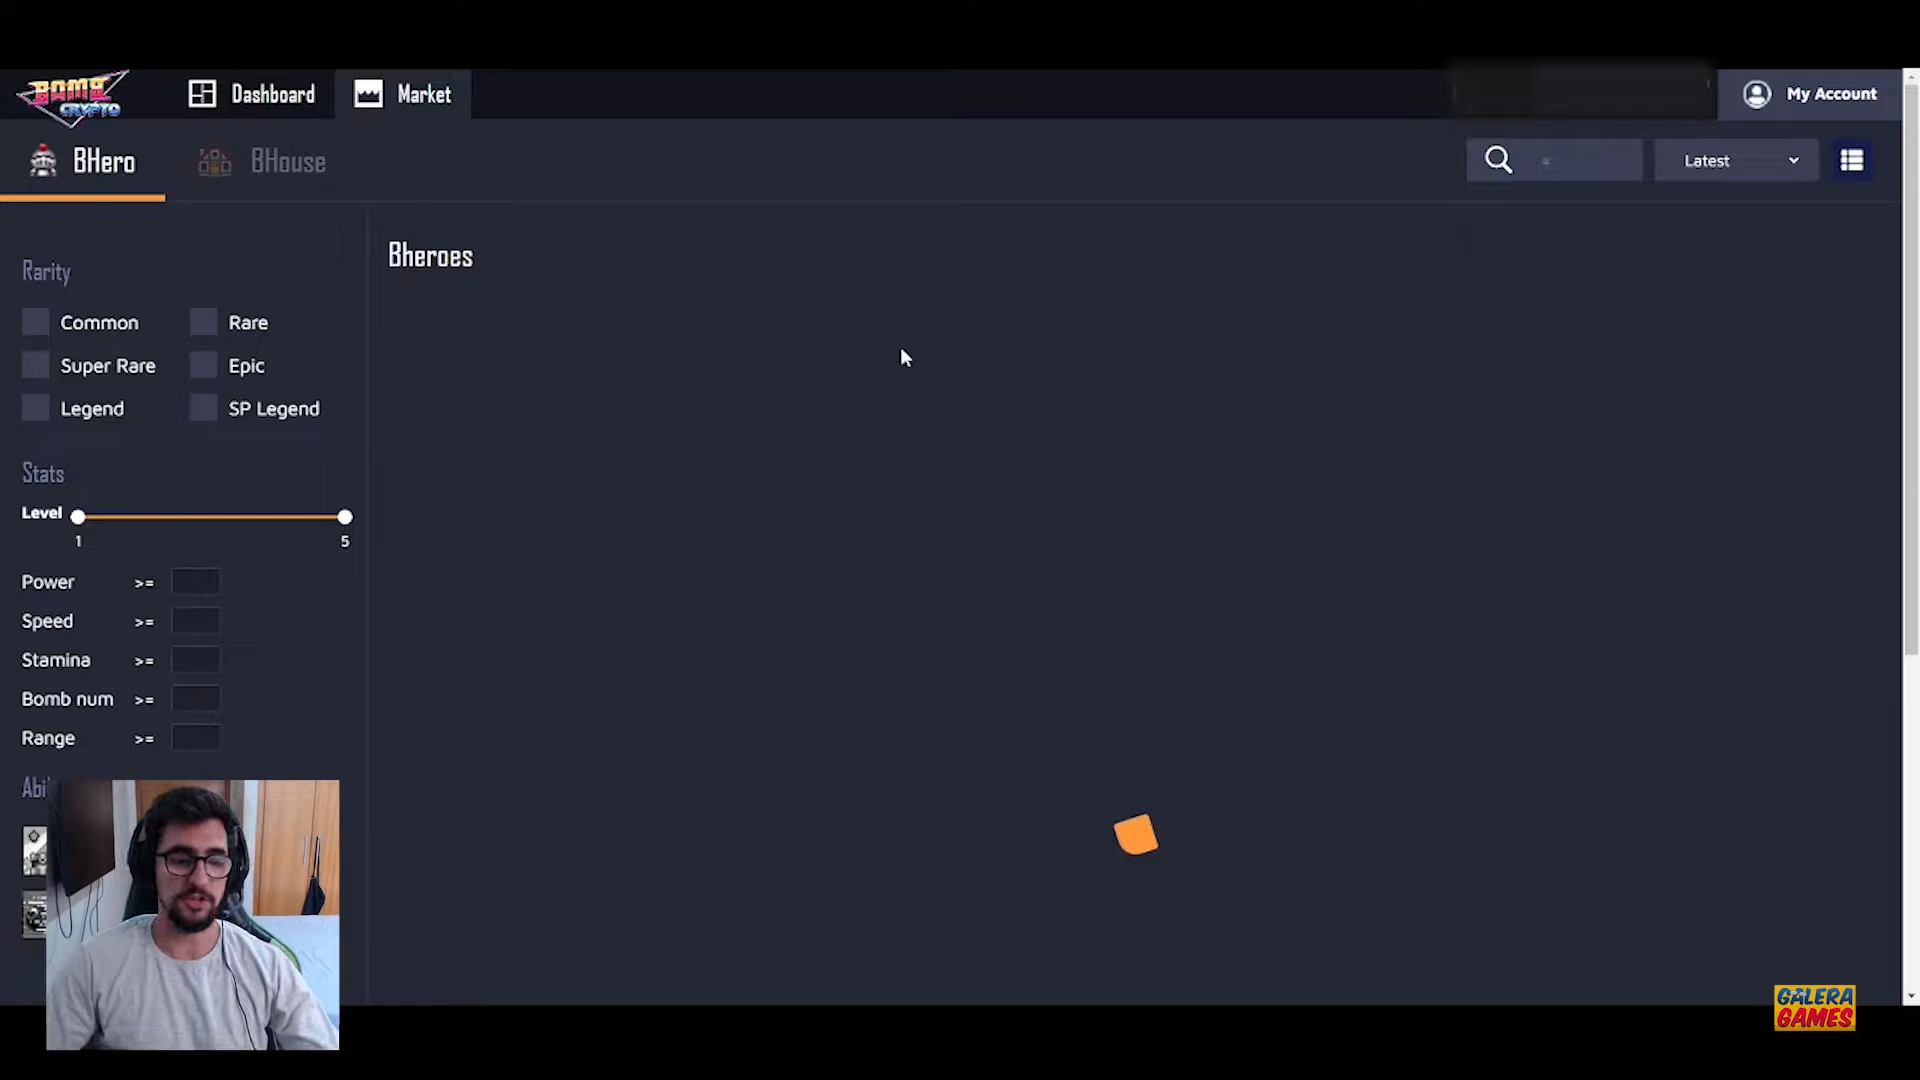 BOMB
CRYPTO
Dashboard
Market
My Account
BHero
BHouse
Latest
Bheroes
Rarity
Common
Rare
Super Rare
Epic
Legend
SP Legend
Stats
Level
1
5
Power >=
Speed >=
Stamina >=
Bomb num >=
Range >=
Abi
GALERA
GAMES